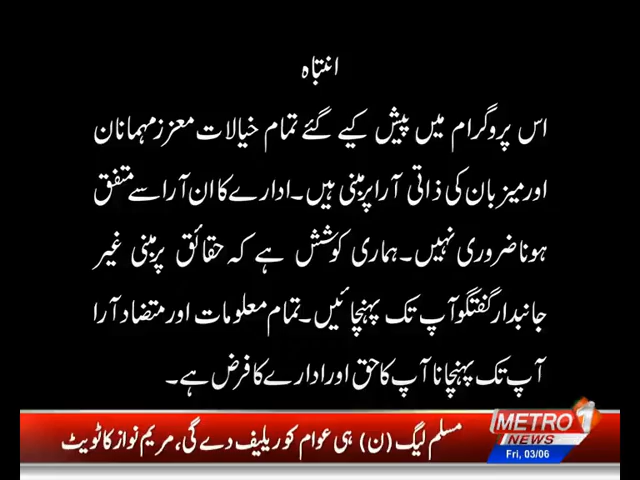 انتباہ
اس پروگرام میں پیش کیے گئے تمام خیالات معزز مہمانان
اور میزبان کی ذاتی آرا پر مبنی ہیں۔ ادارے کا ان آرا سے متفق
ہونا ضروری نہیں۔ ہماری کوشش ہے کہ حقائق پر مبنی غیر
جانبدار گفتگو آپ تک پہنچائیں۔ تمام معلومات اور متضاد آرا
آپ تک پہنچانا آپ کا حق اور ادارے کا فرض ہے۔
مسلم لیگ (ن) ہی عوام کو ریلیف دے گی، مریم نواز کا ٹویٹ
METRO 1
NEWS
Fri, 03/06